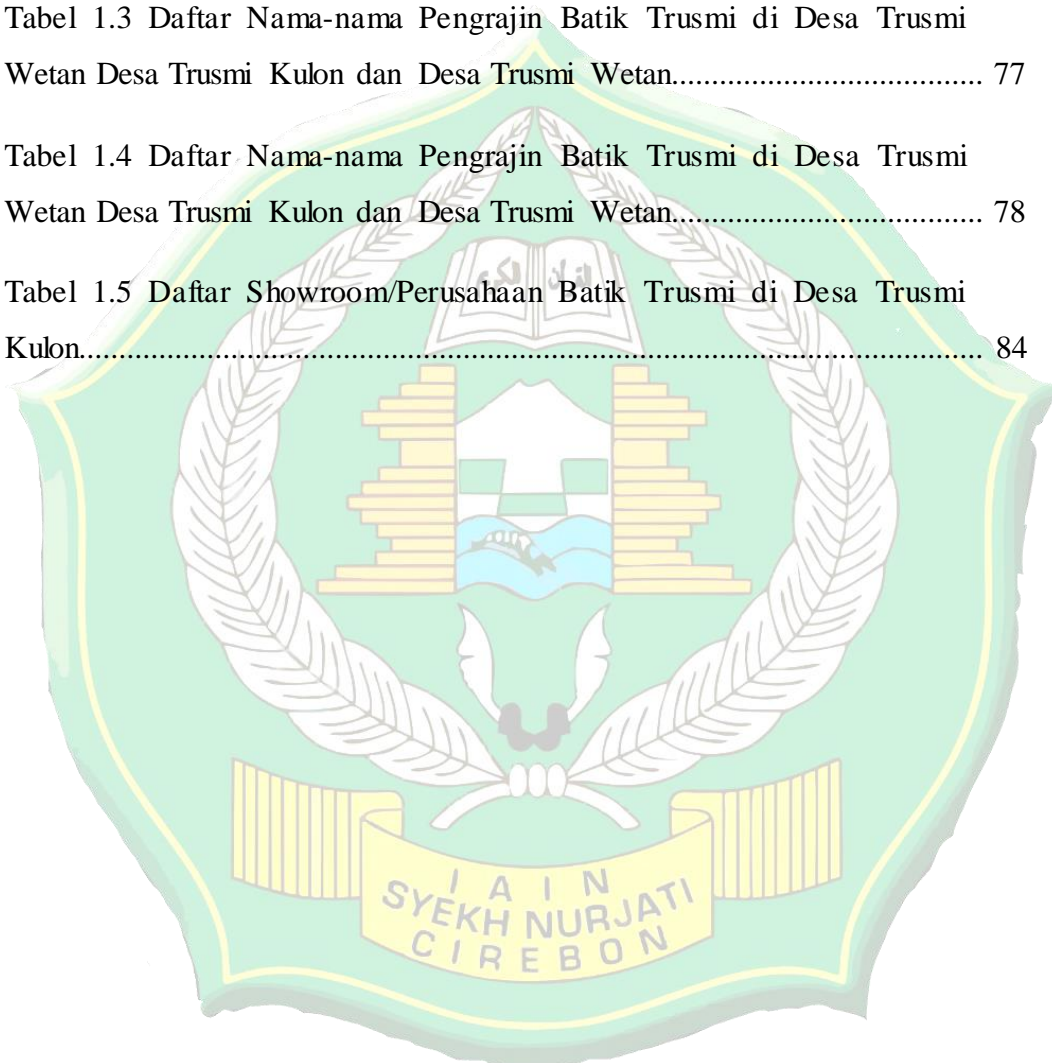 Tabel 1.3 Daftar Nama-nama Pengrajin Batik Trusmi di Desa Trusmi
Wetan Desa Trusmi Kulon dan Desa Trusmi Wetan....................................... 77
Tabel 1.4 Daftar Nama-nama Pengrajin Batik Trusmi di Desa Trusmi
Wetan Desa Trusmi Kulon dan Desa Trusmi Wetan....................................... 78
Tabel 1.5 Daftar Showroom/Perusahaan Batik Trusmi di Desa Trusmi
Kulon.................................................................................................................. 84
القرآن الكريم
IAIN
SYEKH NURJATI
CIREBON